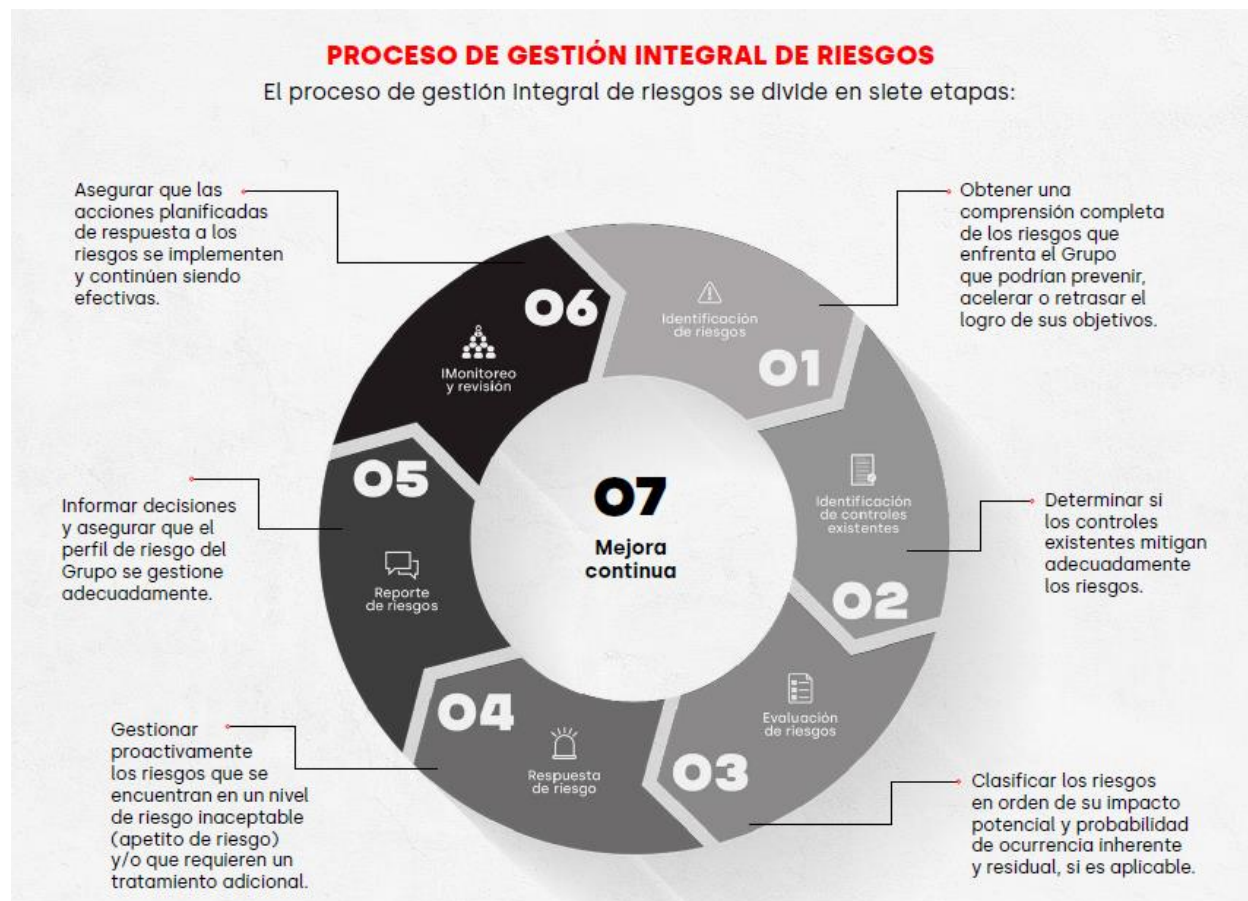 PROCESO DE GESTIÓN INTEGRAL DE RIESGOS
El proceso de gestión integral de riesgos se divide en siete etapas:
Obtener una
comprensión completa
de los riesgos que
enfrenta el Grupo
que podrían prevenir,
acelerar o retrasar el
logro de sus objetivos.
Identificación
de riesgos
01
Determinar si
los controles
existentes mitigan
adecuadamente
los riesgos.
Identificación
de controles
existentes
02
Clasificar los riesgos
en orden de su impacto
potencial y probabilidad
de ocurrencia inherente
y residual, si es aplicable.
Evaluación
de riesgos
03
Gestionar
proactivamente
los riesgos que se
encuentran en un nivel
de riesgo inaceptable
(apetito de riesgo)
y/o que requieren un
tratamiento adicional.
04
Respuesta
de riesgo
Informar decisiones
y asegurar que el
perfil de riesgo del
Grupo se gestione
adecuadamente.
05
Reporte
de riesgos
Asegurar que las
acciones planificadas
de respuesta a los
riesgos se implementen
y continúen siendo
efectivas.
06
IMonitoreo
y revisión
07
Mejora
continua